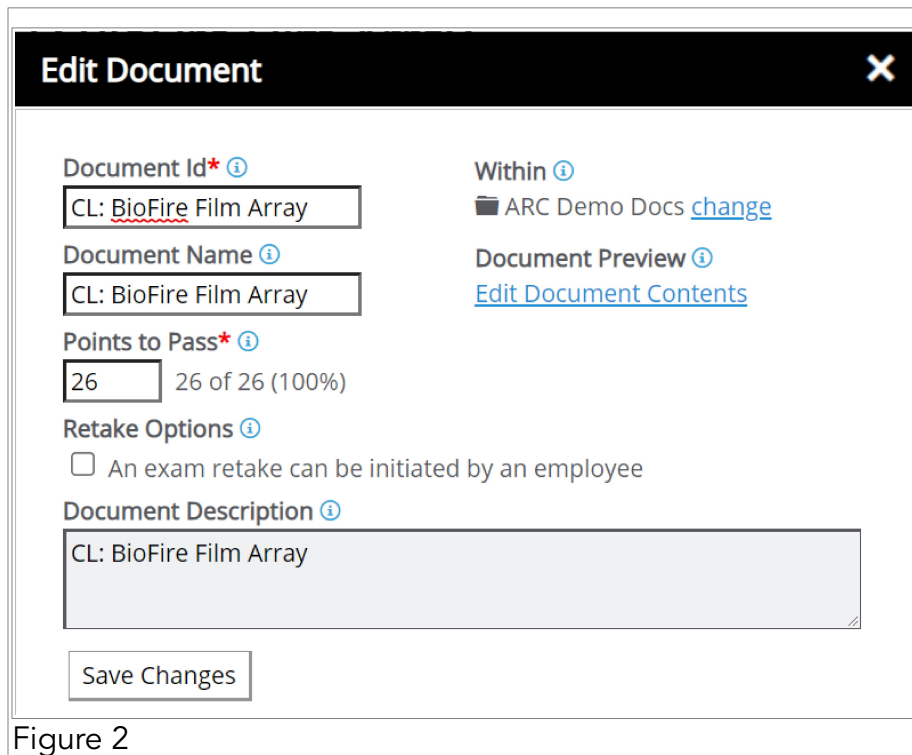 Edit Document
Document Id*
CL: BioFire Film Array
Document Name
CL: BioFire Film Array
Points to Pass*
26 26 of 26 (100%)
Retake Options
An exam retake can be initiated by an employee
Document Description
CL: BioFire Film Array
Save Changes
Within
ARC Demo Docs change
Document Preview
Edit Document Contents
Figure 2